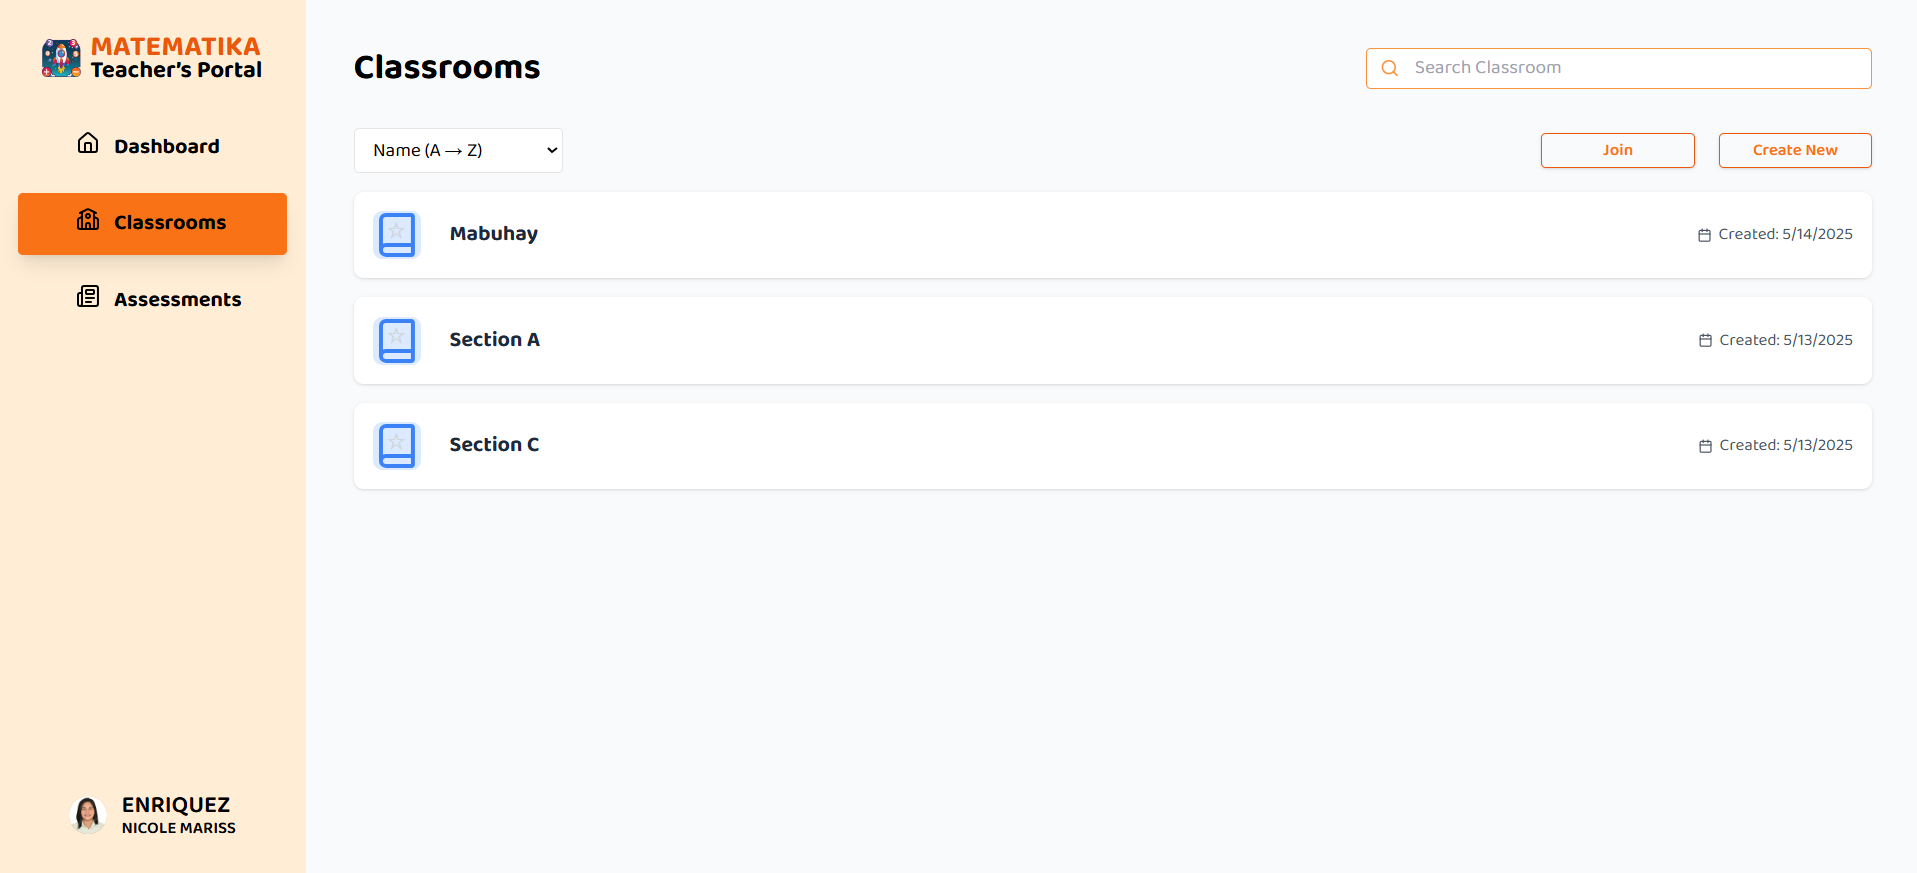 MATEMATIKA
Teacher's Portal
Dashboard
Classrooms
Assessments
ENRIQUEZ
NICOLE MARISS
Classrooms
Search Classroom
Name (A → Z)
Join
Create New
Mabuhay
Created: 5/14/2025
Section A
Created: 5/13/2025
Section C
Created: 5/13/2025